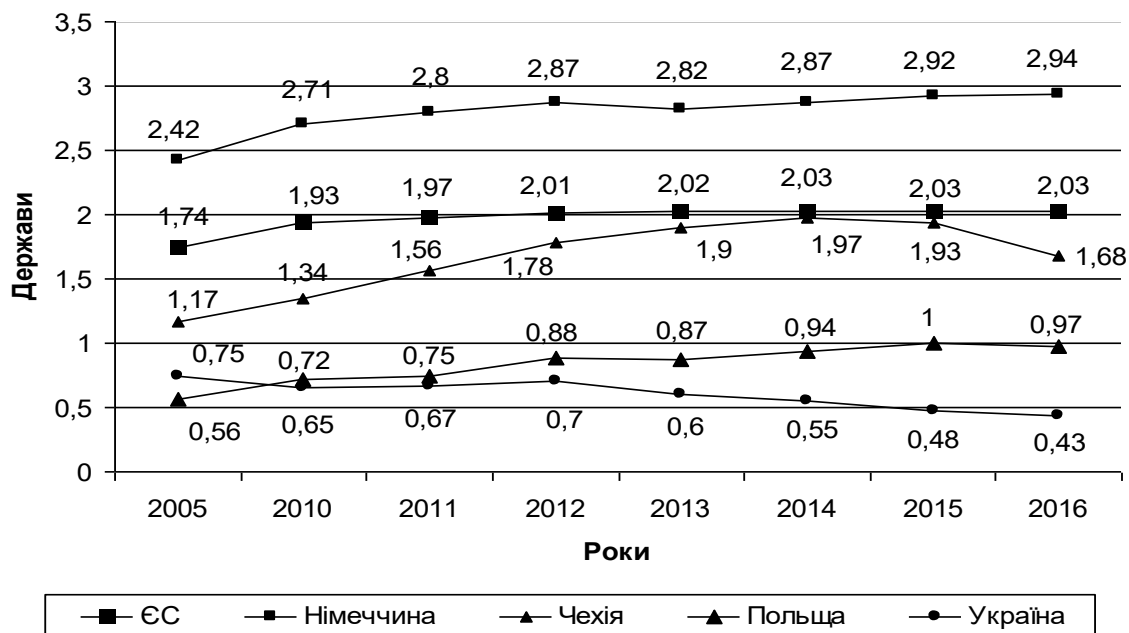 3,5
3
2,5
2
1,5
1
0,5
0
Держави
2,42 2,71 2,8 2,87 2,82 2,87 2,92 2,94
1,74 1,93 1,97 2,01 2,02 2,03 2,03 2,03
1,17 1,34 1,56 1,78 1,9 1,97 1,93 1,68
0,75 0,72 0,75 0,88 0,87 0,94 1 0,97
0,56 0,65 0,67 0,7 0,6 0,55 0,48 0,43
2005 2010 2011 2012 2013 2014 2015 2016
Роки
ЄС Німеччина Чехія Польща Україна